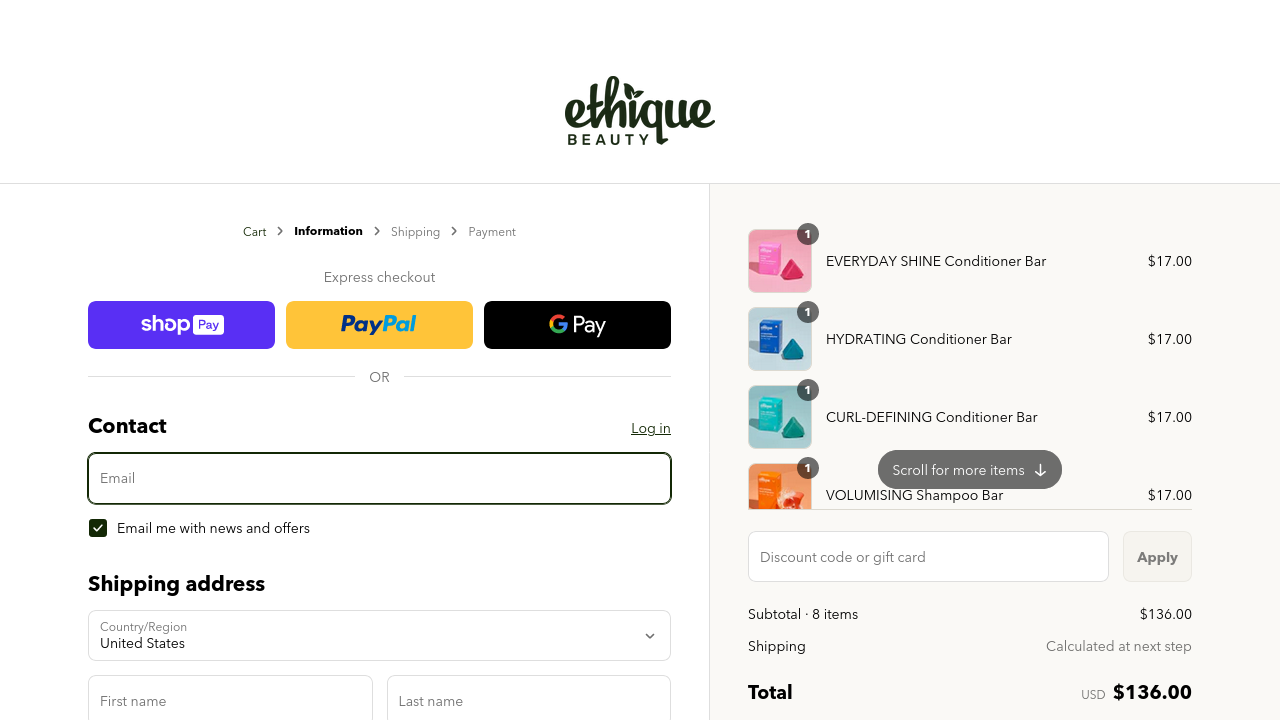 ethique
BEAUTY
Cart
Information
Shipping
Payment
Express checkout
shop Pay
PayPal
G Pay
OR
Contact
Log in
Email
Email me with news and offers
Shipping address
Country/Region
United States
First name
Last name
1
EVERYDAY SHINE Conditioner Bar
$17.00
1
HYDRATING Conditioner Bar
$17.00
1
CURL-DEFINING Conditioner Bar
$17.00
Scroll for more items
1
VOLUMISING Shampoo Bar
$17.00
Discount code or gift card
Apply
Subtotal · 8 items
$136.00
Shipping
Calculated at next step
Total
USD $136.00